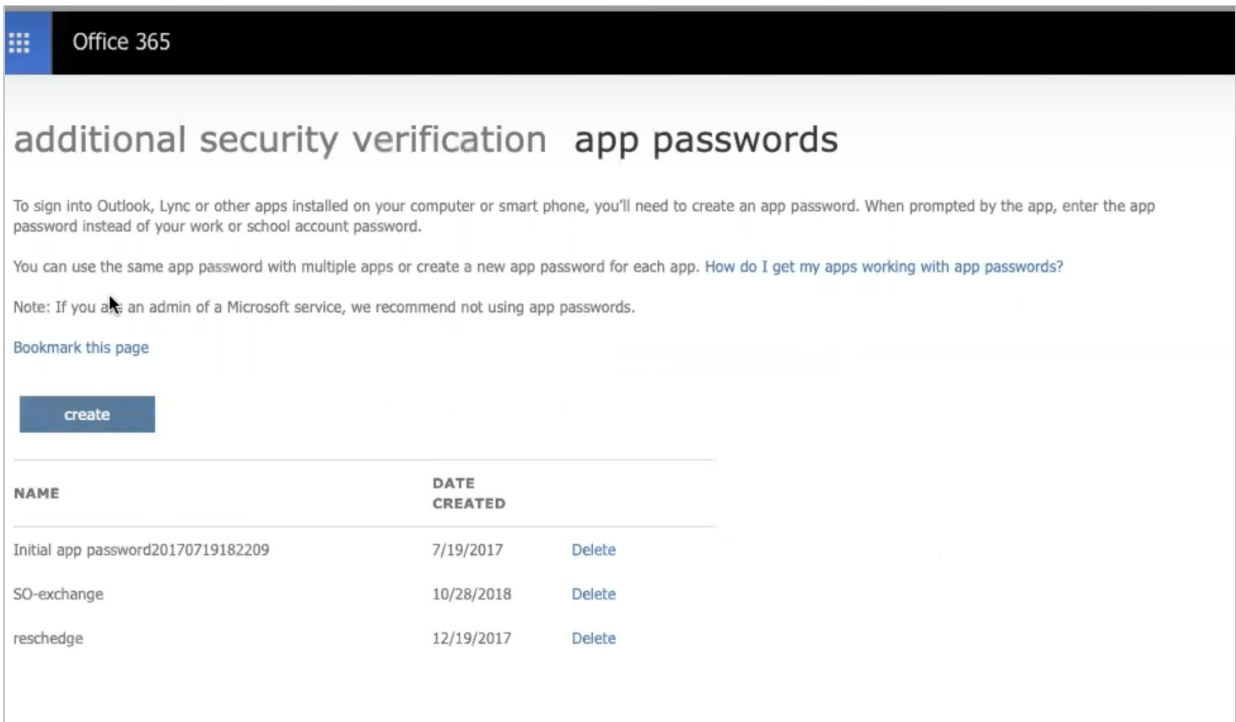 Office 365
additional security verification app passwords
To sign into Outlook, Lync or other apps installed on your computer or smart phone, you'll need to create an app password. When prompted by the app, enter the app
password instead of your work or school account password.
You can use the same app password with multiple apps or create a new app password for each app. How do I get my apps working with app passwords?
Note: If you are an admin of a Microsoft service, we recommend not using app passwords.
Bookmark this page
create
NAME DATE CREATED
Initial app password20170719182209 7/19/2017 Delete
SO-exchange 10/28/2018 Delete
reschedge 12/19/2017 Delete